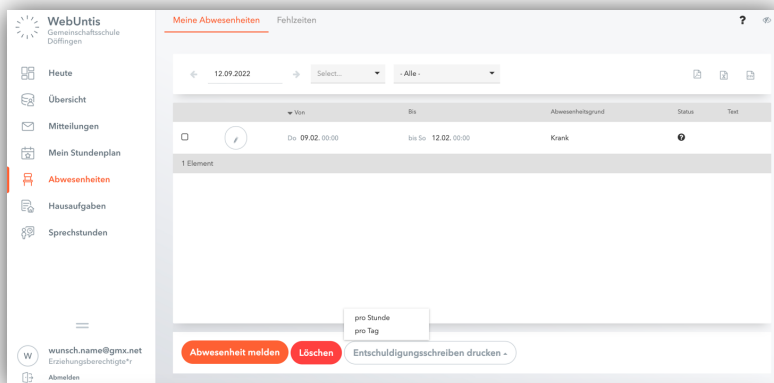 WebUntis
Gemeinschaftsschule
Döffingen
Heute
Übersicht
Mitteilungen
Mein Stundenplan
Abwesenheiten
Hausaufgaben
Sprechstunden
W
wunsch.name@gmx.net
Erziehungsberechtigte*r
Abmelden
Meine Abwesenheiten Fehlzeiten ?
12.09.2022 Select... - Alle -
Von Bis Abwesenheitsgrund Status Text
Do 09.02. 00:00 bis So 12.02. 00:00 Krank ?
1 Element
pro Stunde
pro Tag
Abwesenheit melden Löschen Entschuldigungsschreiben drucken -